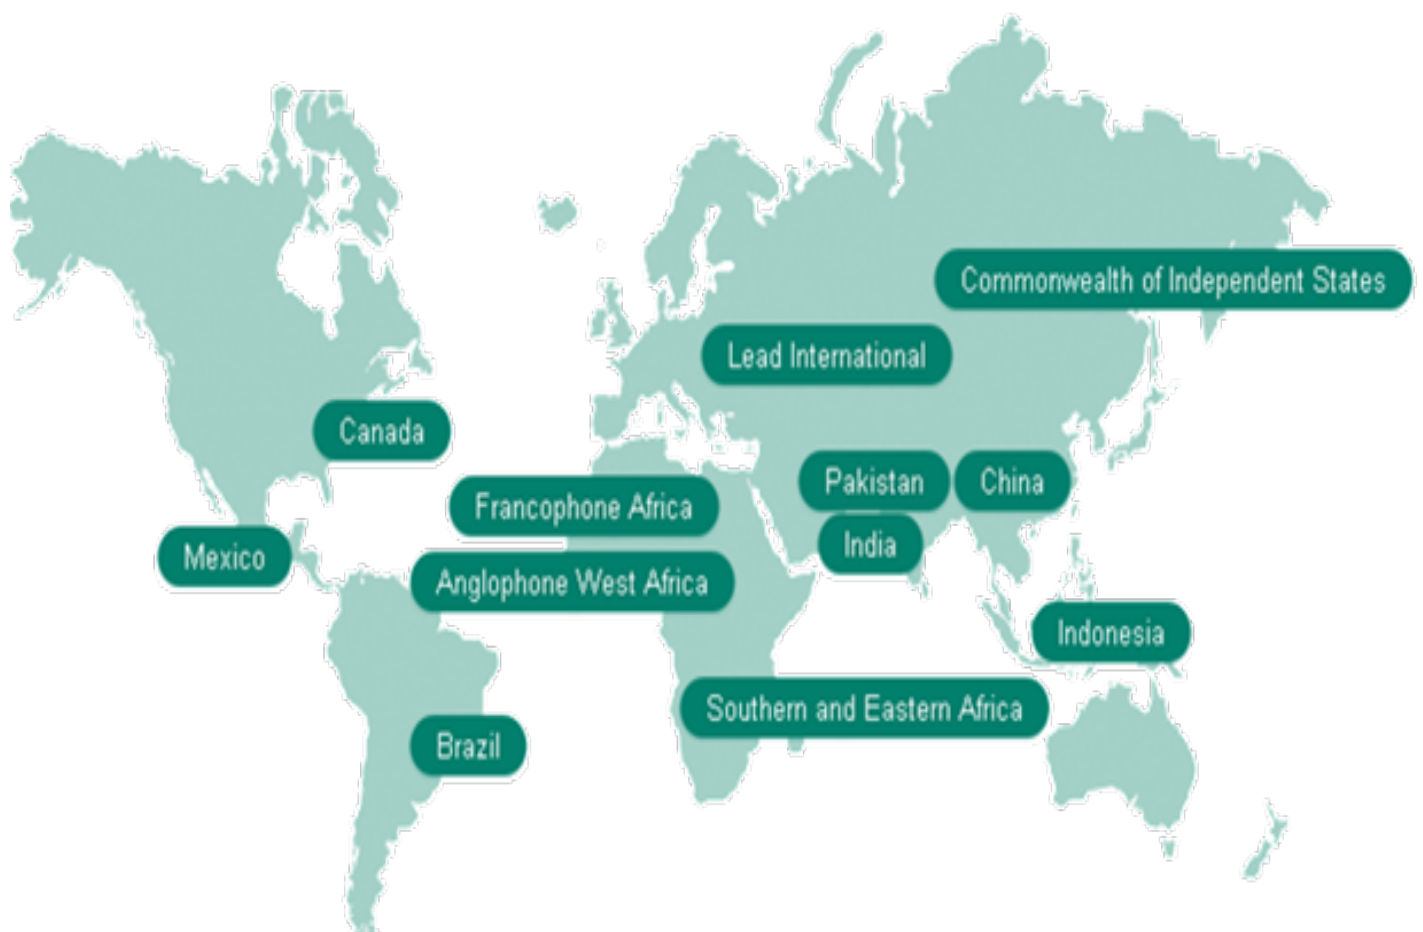 Commonwealth of Independent States
Lead International
Canada
Pakistan
China
Francophone Africa
India
Mexico
Anglophone West Africa
Indonesia
Southern and Eastern Africa
Brazil